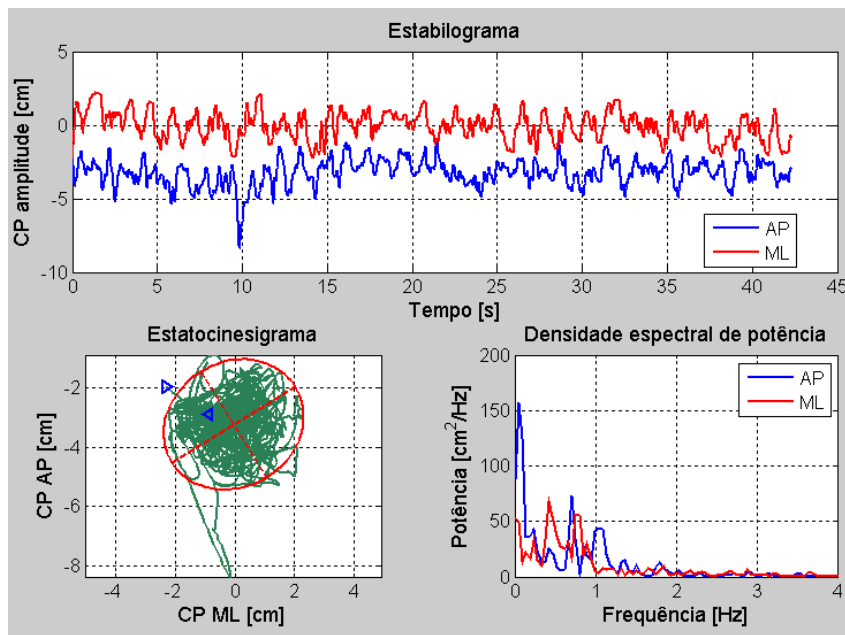 Estabilograma
CP amplitude [cm]
5
0
-5
-10
0 5 10 15 20 25 30 35 40 45
Tempo [s]
AP
ML
Estatocinesigrama
CP AP [cm]
-2
-4
-6
-8
-4 -2 0 2 4
CP ML [cm]
Densidade espectral de potência
Potência [cm²/Hz]
200
150
100
50
0
0 1 2 3 4
Frequência [Hz]
AP
ML